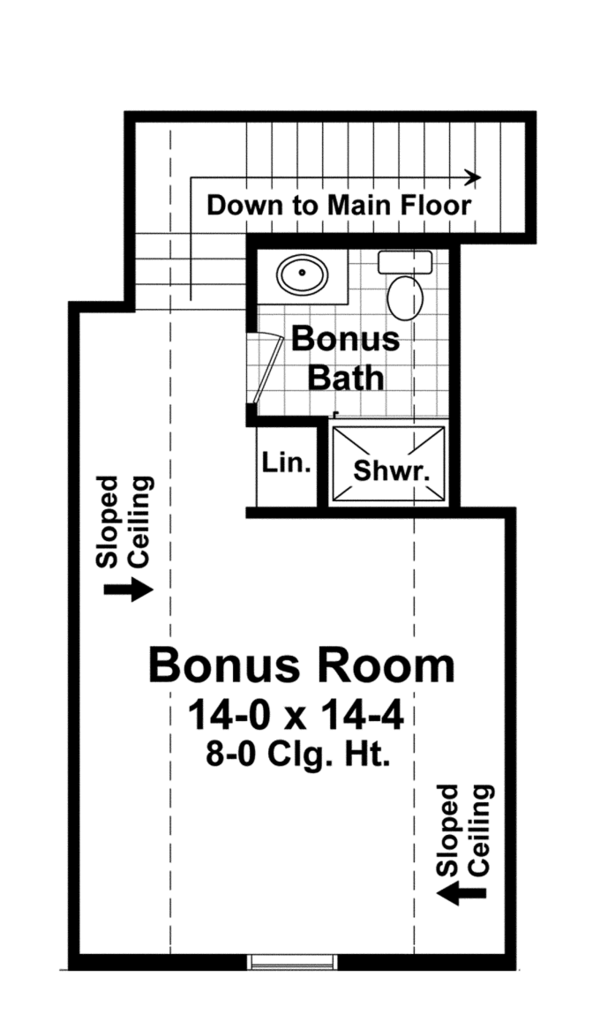 Down to Main Floor
Bonus
Bath
Lin.
Shwr.
Sloped
Ceiling
Bonus Room
14-0 x 14-4
8-0 Clg. Ht.
Sloped
Ceiling